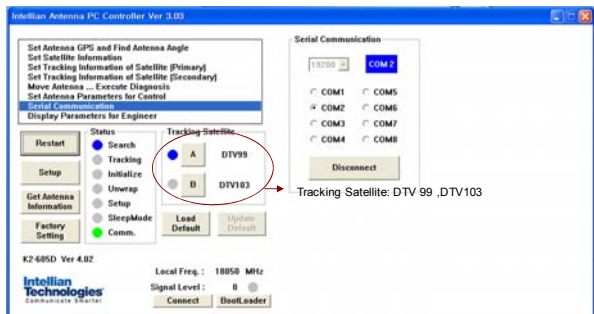 Intellian Antenna PC Controller Ver 3.03
Set Antenna GPS and Find Antenna Angle
Set Satellite Information
Set Tracking Information of Satellite [Primary]
Set Tracking Information of Satellite [Secondary]
Move Antenna ... Execute Diagnosis
Set Antenna Parameters for Control
Serial Communication
Display Parameters for Engineer
Restart
Setup
Get Antenna
Information
Factory
Setting
Status
Search
Tracking
Initialize
Unwrap
Setup
SleepMode
Comm.
Tracking Satellite
A DTV99
B DTV103
Load
Default
Update
Default
Serial Communication
19200 COM 2
COM1 COM5
COM2 COM6
COM3 COM7
COM4 COM8
Disconnect
Tracking Satellite: DTV 99 ,DTV103
K2-605D Ver 4.02
Intellian
Technologies
Communicate Smarter
Local Freq. : 18050 MHz
Signal Level : 0
Connect BootLoader